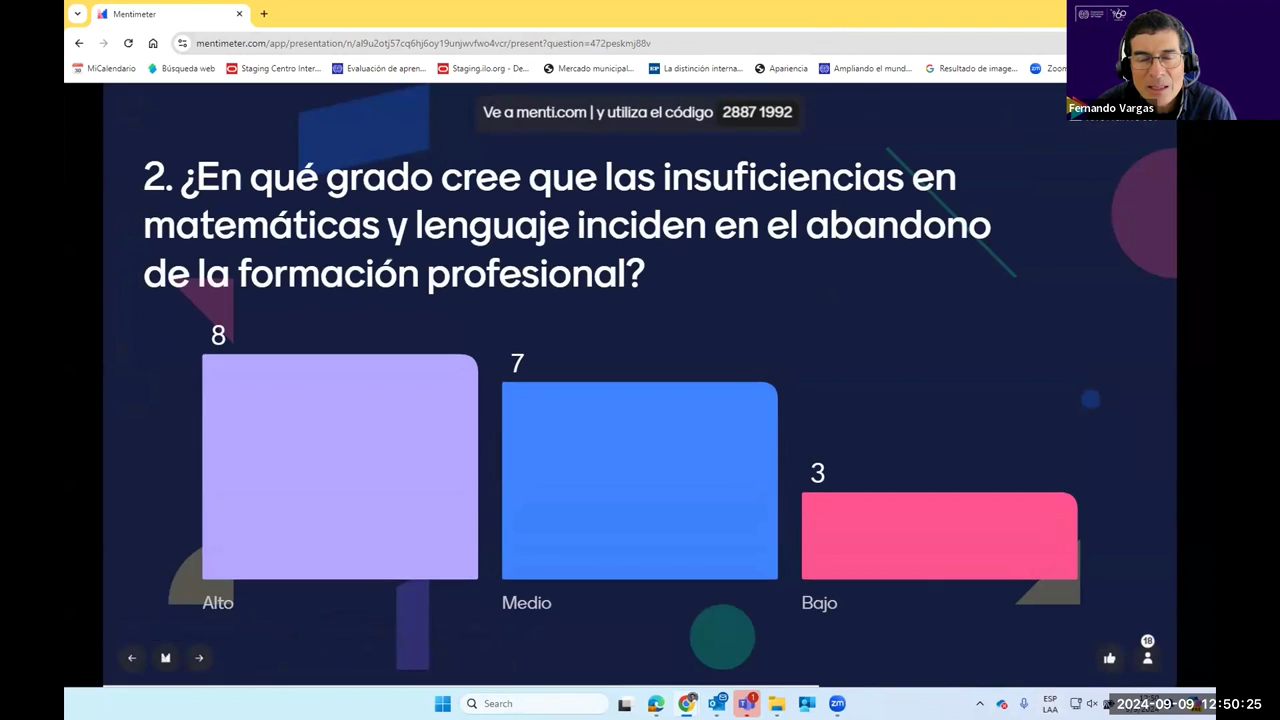 Mentimeter
mentimeter.com/app/presentation/n/al9u2otj57cq6hj6oy19unjwvfwo4vcr/present?question=472peskmj88v
MiCalendario
Búsqueda web
Staging Centro Inter...
Evaluación de apren...
Staging.ilo.org - De...
Mercado municipal...
La distinción interna...
Apariencia
Ampliando el mund...
Resultado de image...
Zoom
Fernando Vargas
Ve a menti.com | y utiliza el código 2887 1992
2. ¿En qué grado cree que las insuficiencias en
matemáticas y lenguaje inciden en el abandono
de la formación profesional?
8
7
3
Alto
Medio
Bajo
18
Search
1
zm
ESP
LAA
2024-09-09 12:50:25